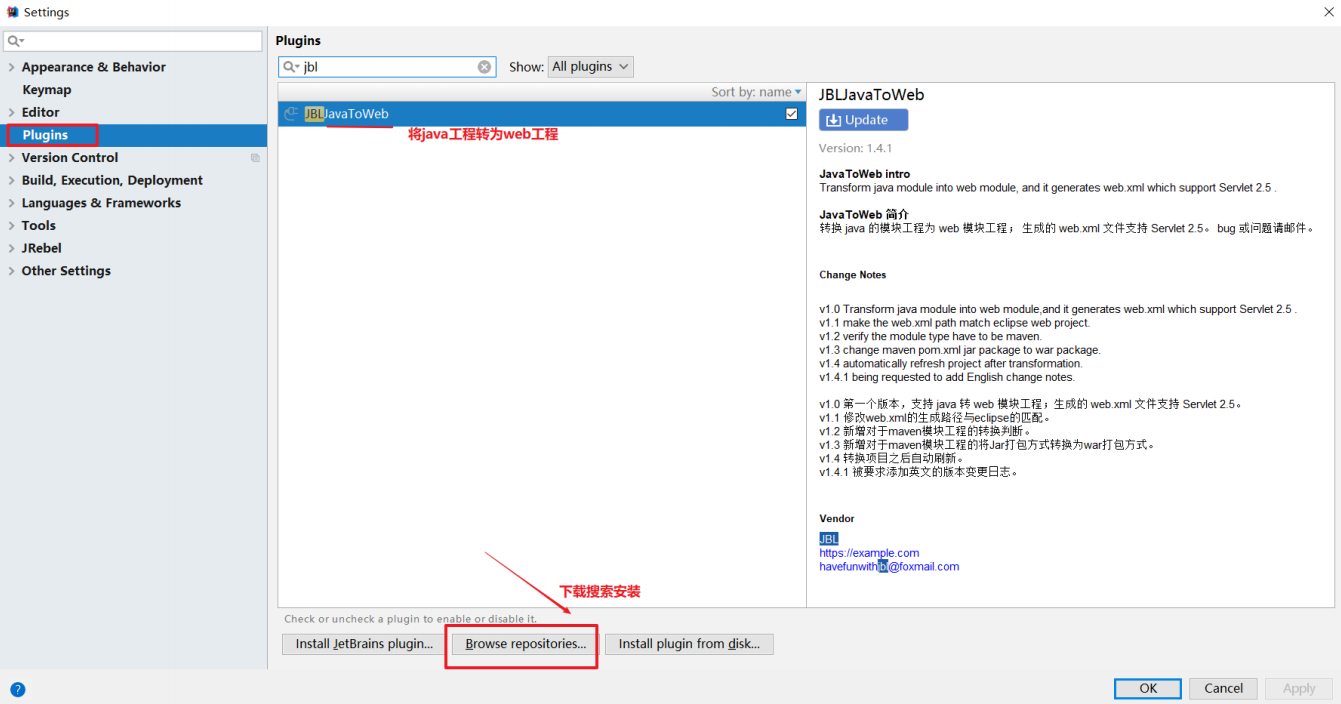 Settings
Plugins
jbl
Show:
All plugins
Appearance & Behavior
Keymap
Editor
Plugins
Version Control
Build, Execution, Deployment
Languages & Frameworks
Tools
JRebel
Other Settings
Sort by: name
JBLJavaToWeb
将java工程转为web工程
JBLJavaToWeb
Update
Version: 1.4.1
JavaToWeb intro
Transform java module into web module, and it generates web.xml which support Servlet 2.5 .
JavaToWeb 简介
转换 java 的模块工程为 web 模块工程； 生成的 web.xml 文件支持 Servlet 2.5。 bug 或问题请邮件。
Change Notes
v1.0 Transform java module into web module,and it generates web.xml which support Servlet 2.5 .
v1.1 make the web.xml path match eclipse web project.
v1.2 verify the module type have to be maven.
v1.3 change maven pom.xml jar package to war package.
v1.4 automatically refresh project after transformation.
v1.4.1 being requested to add English change notes.
v1.0 第一个版本，支持 java 转 web 模块工程；生成的 web.xml 文件支持 Servlet 2.5。
v1.1 修改web.xml的生成路径与eclipse的匹配。
v1.2 新增对于maven模块工程的转换判断。
v1.3 新增对于maven模块工程的将Jar打包方式转换为war打包方式。
v1.4 转换项目之后自动刷新。
v1.4.1 被要求添加英文的版本变更日志。
Vendor
JBL
https://example.com
havefunwithjbl@foxmail.com
下载搜索安装
Check or uncheck a plugin to enable or disable it.
Install JetBrains plugin...
Browse repositories...
Install plugin from disk...
?
OK
Cancel
Apply